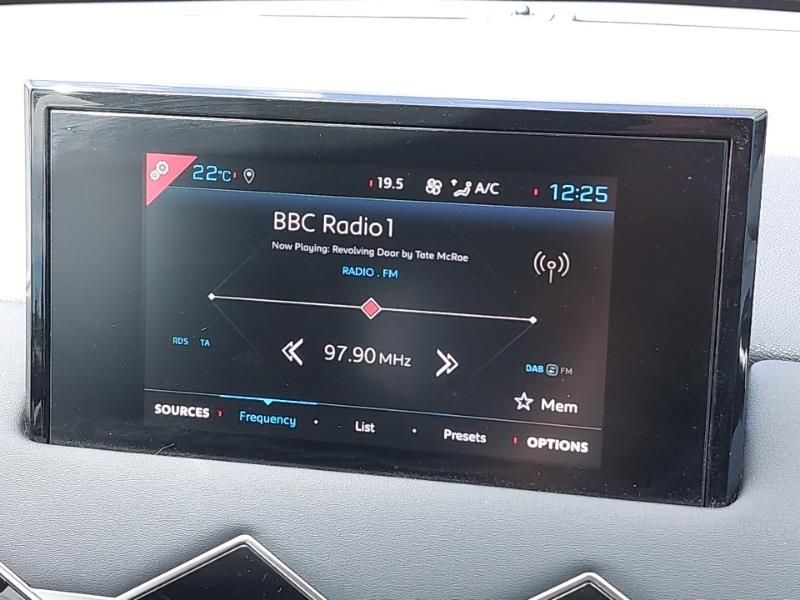 22°C 19.5 A/C 12:25
BBC Radio1
Now Playing: Revolving Door by Tate McRae
RADIO . FM
RDS TA
97.90 MHz
DAB FM
Mem
SOURCES Frequency List Presets OPTIONS